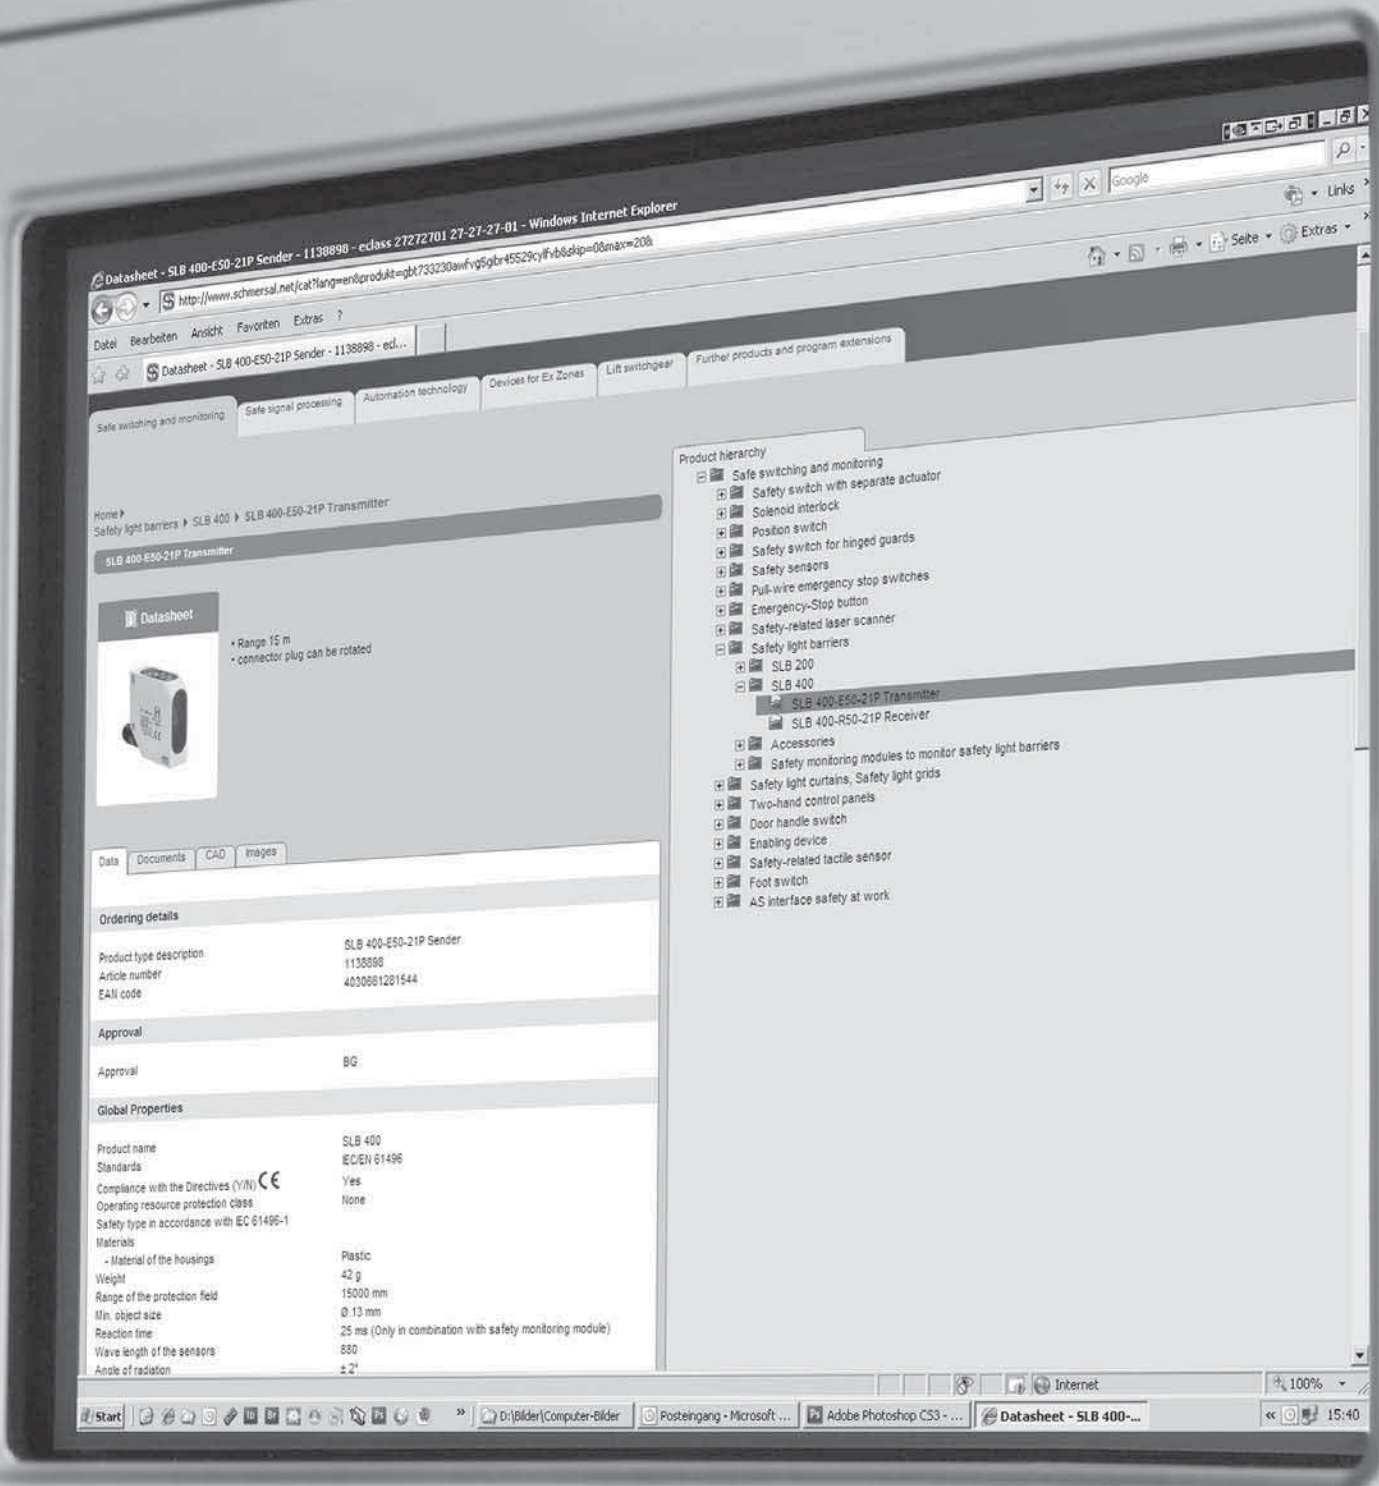 Datasheet - SLB 400-E50-21P Sender - 1138898 - eclass 27272701 27-27-27-01 - Windows Internet Explorer
http://www.schmersal.net/cat?lang=en&produkt=gbt733230awfvg5gibr45529cylfvb&skip=0&max=20&
Google
Datei Bearbeiten Ansicht Favoriten Extras ?
Links
Datasheet - SLB 400-E50-21P Sender - 1138898 - ecl...
Seite Extras
Safe switching and monitoring
Safe signal processing
Automation technology
Devices for Ex Zones
Lift switchgear
Further products and program extensions
Home
Safety light barriers SLB 400 SLB 400-E50-21P Transmitter
SLB 400-E50-21P Transmitter
Datasheet
• Range 15 m
• connector plug can be rotated
Product hierarchy
Safe switching and monitoring
Safety switch with separate actuator
Solenoid interlock
Position switch
Safety switch for hinged guards
Safety sensors
Pull-wire emergency stop switches
Emergency-Stop button
Safety-related laser scanner
Safety light barriers
SLB 200
SLB 400
SLB 400-E50-21P Transmitter
SLB 400-R50-21P Receiver
Accessories
Safety monitoring modules to monitor safety light barriers
Safety light curtains, Safety light grids
Two-hand control panels
Door handle switch
Enabling device
Safety-related tactile sensor
Foot switch
AS interface safety at work
Data Documents CAD Images
Ordering details
Product type description SLB 400-E50-21P Sender
Article number 1138898
EAN code 4030661281544
Approval
Approval BG
Global Properties
Product name SLB 400
Standards IEC/EN 61496
Compliance with the Directives (Y/N) CE Yes
Operating resource protection class None
Safety type in accordance with IEC 61496-1
Materials
- Material of the housings Plastic
Weight 42 g
Range of the protection field 15000 mm
Min. object size Ø 13 mm
Reaction time 25 ms (Only in combination with safety monitoring module)
Wave length of the sensors 880
Angle of radiation ± 2°
Internet 100%
Start D:\Bilder\Computer-Bilder Posteingang - Microsoft ... Adobe Photoshop CS3 - ... Datasheet - SLB 400-... 15:40